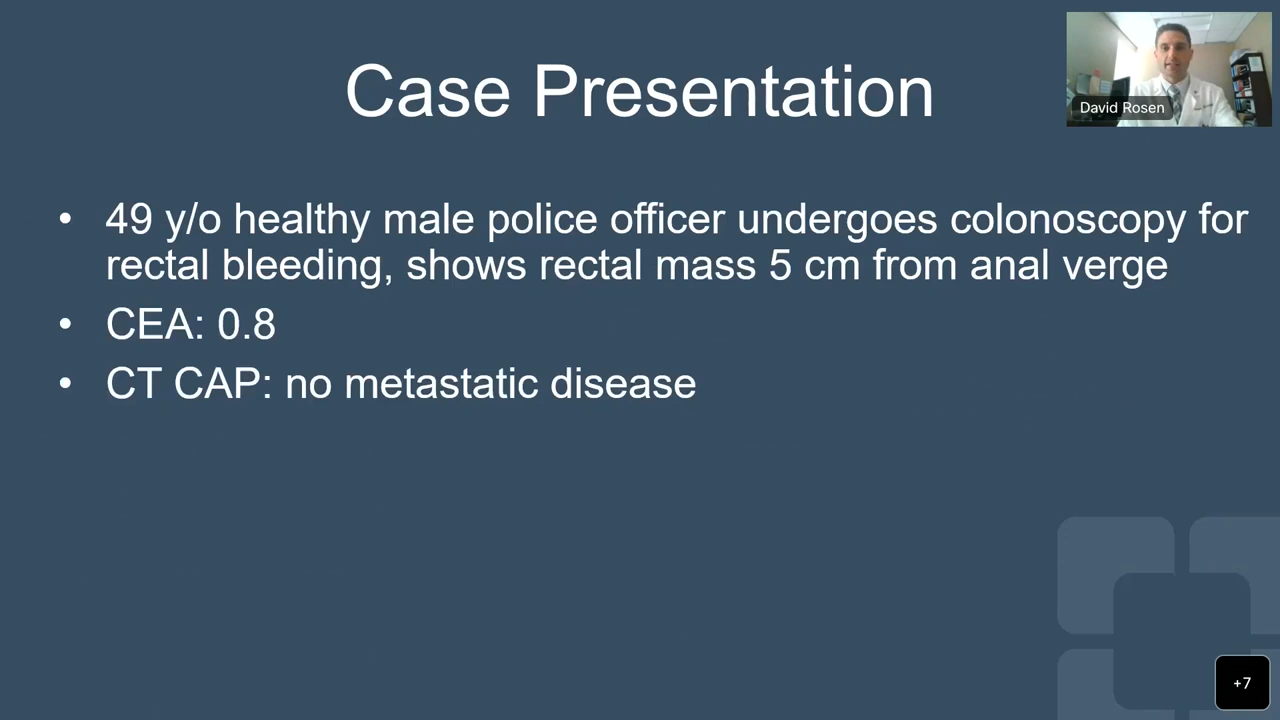 Case Presentation
David Rosen
• 49 y/o healthy male police officer undergoes colonoscopy for
rectal bleeding, shows rectal mass 5 cm from anal verge
• CEA: 0.8
• CT CAP: no metastatic disease
+7